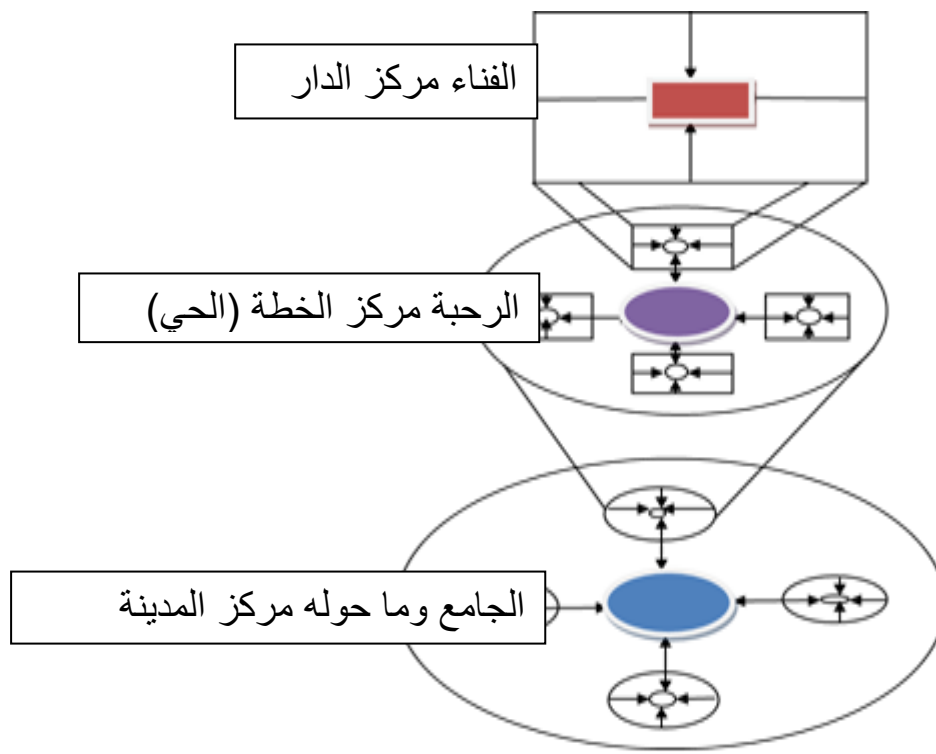 الفناء مركز الدار
الرحبة مركز الخطة (الحي)
الجامع وما حوله مركز المدينة